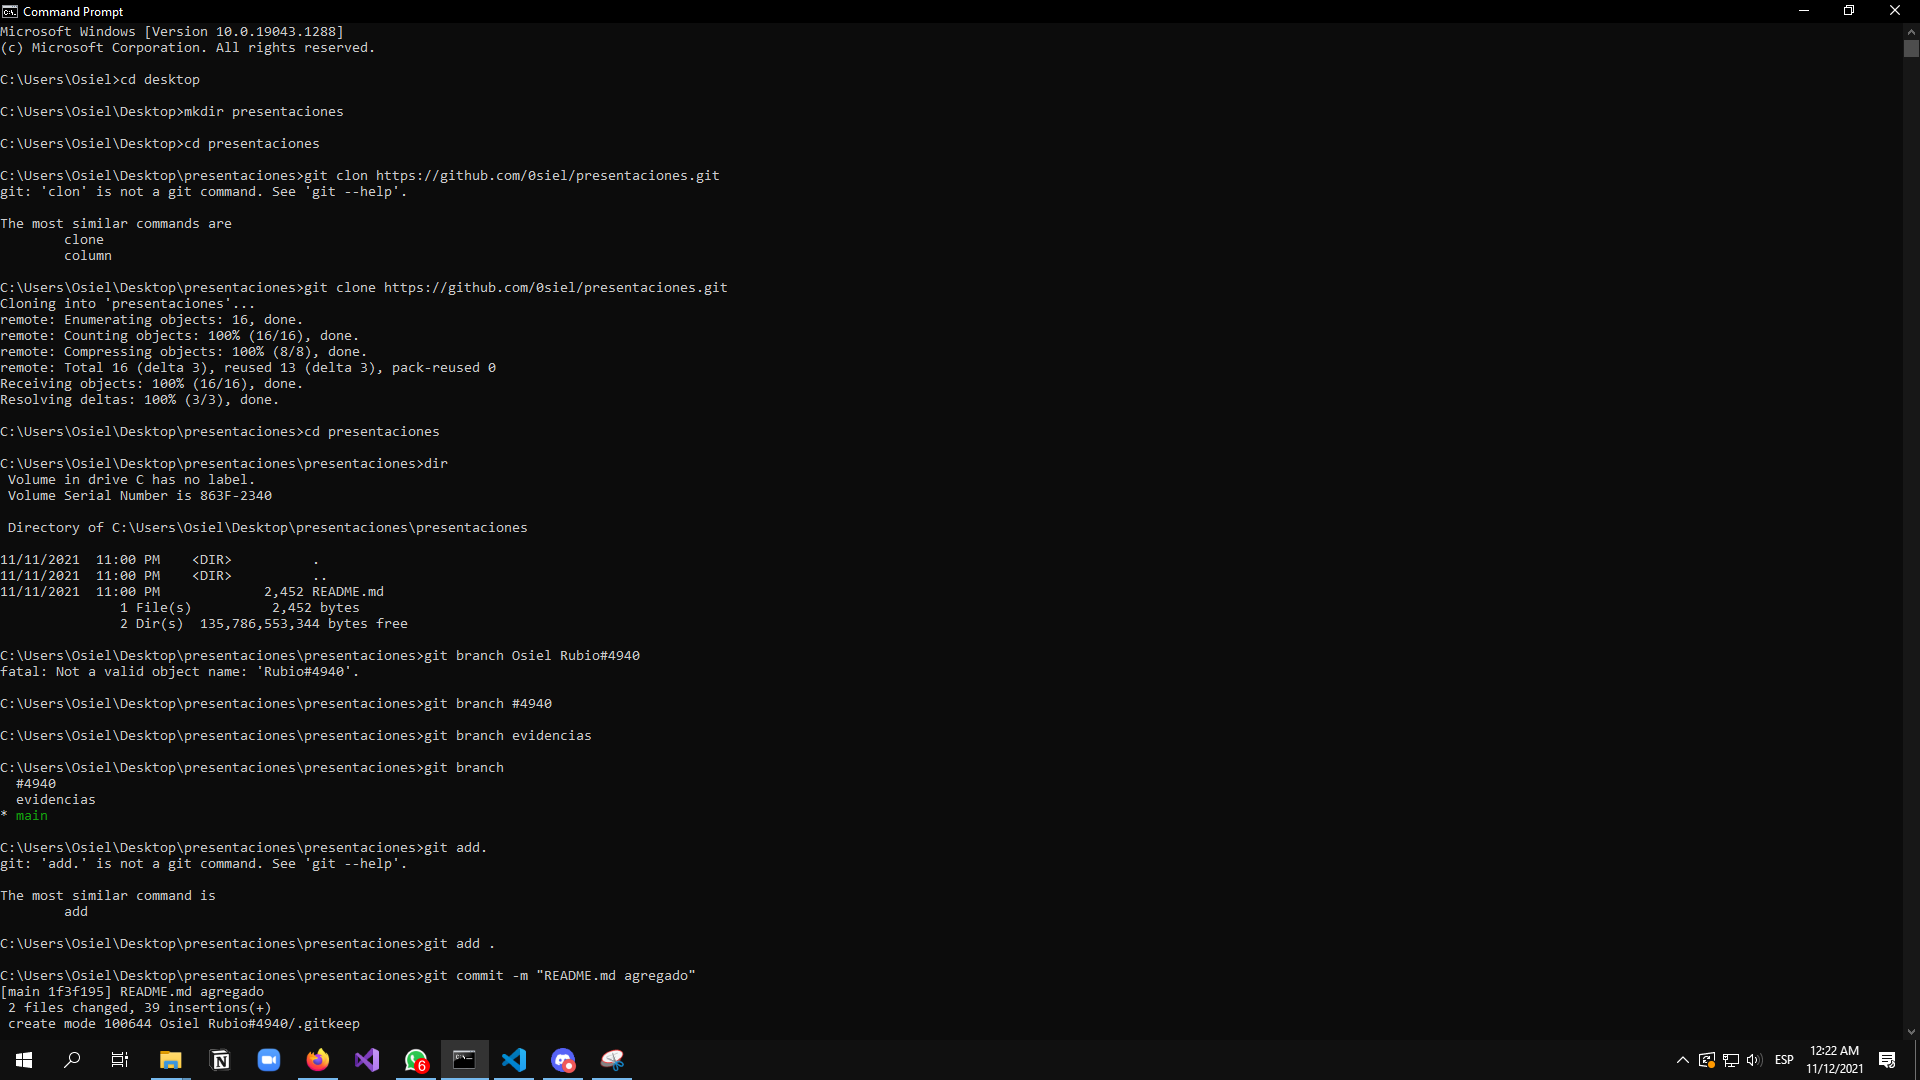 Command Prompt
Microsoft Windows [Version 10.0.19043.1288]
(c) Microsoft Corporation. All rights reserved.
C:\Users\Osiel>cd desktop
C:\Users\Osiel\Desktop>mkdir presentaciones
C:\Users\Osiel\Desktop>cd presentaciones
C:\Users\Osiel\Desktop\presentaciones>git clon https://github.com/0siel/presentaciones.git
git: 'clon' is not a git command. See 'git --help'.
The most similar commands are
clone
column
C:\Users\Osiel\Desktop\presentaciones>git clone https://github.com/0siel/presentaciones.git
Cloning into 'presentaciones'...
remote: Enumerating objects: 16, done.
remote: Counting objects: 100% (16/16), done.
remote: Compressing objects: 100% (8/8), done.
remote: Total 16 (delta 3), reused 13 (delta 3), pack-reused 0
Receiving objects: 100% (16/16), done.
Resolving deltas: 100% (3/3), done.
C:\Users\Osiel\Desktop\presentaciones>cd presentaciones
C:\Users\Osiel\Desktop\presentaciones\presentaciones>dir
Volume in drive C has no label.
Volume Serial Number is 863F-2340
Directory of C:\Users\Osiel\Desktop\presentaciones\presentaciones
11/11/2021  11:00 PM    <DIR>          .
11/11/2021  11:00 PM    <DIR>          ..
11/11/2021  11:00 PM             2,452 README.md
1 File(s)          2,452 bytes
2 Dir(s)  135,786,553,344 bytes free
C:\Users\Osiel\Desktop\presentaciones\presentaciones>git branch Osiel Rubio#4940
fatal: Not a valid object name: 'Rubio#4940'.
C:\Users\Osiel\Desktop\presentaciones\presentaciones>git branch #4940
C:\Users\Osiel\Desktop\presentaciones\presentaciones>git branch evidencias
C:\Users\Osiel\Desktop\presentaciones\presentaciones>git branch
#4940
evidencias
* main
C:\Users\Osiel\Desktop\presentaciones\presentaciones>git add.
git: 'add.' is not a git command. See 'git --help'.
The most similar command is
add
C:\Users\Osiel\Desktop\presentaciones\presentaciones>git add .
C:\Users\Osiel\Desktop\presentaciones\presentaciones>git commit -m "README.md agregado"
[main 1f3f195] README.md agregado
2 files changed, 39 insertions(+)
create mode 100644 Osiel Rubio#4940/.gitkeep
6
ESP
12:22 AM
11/12/2021